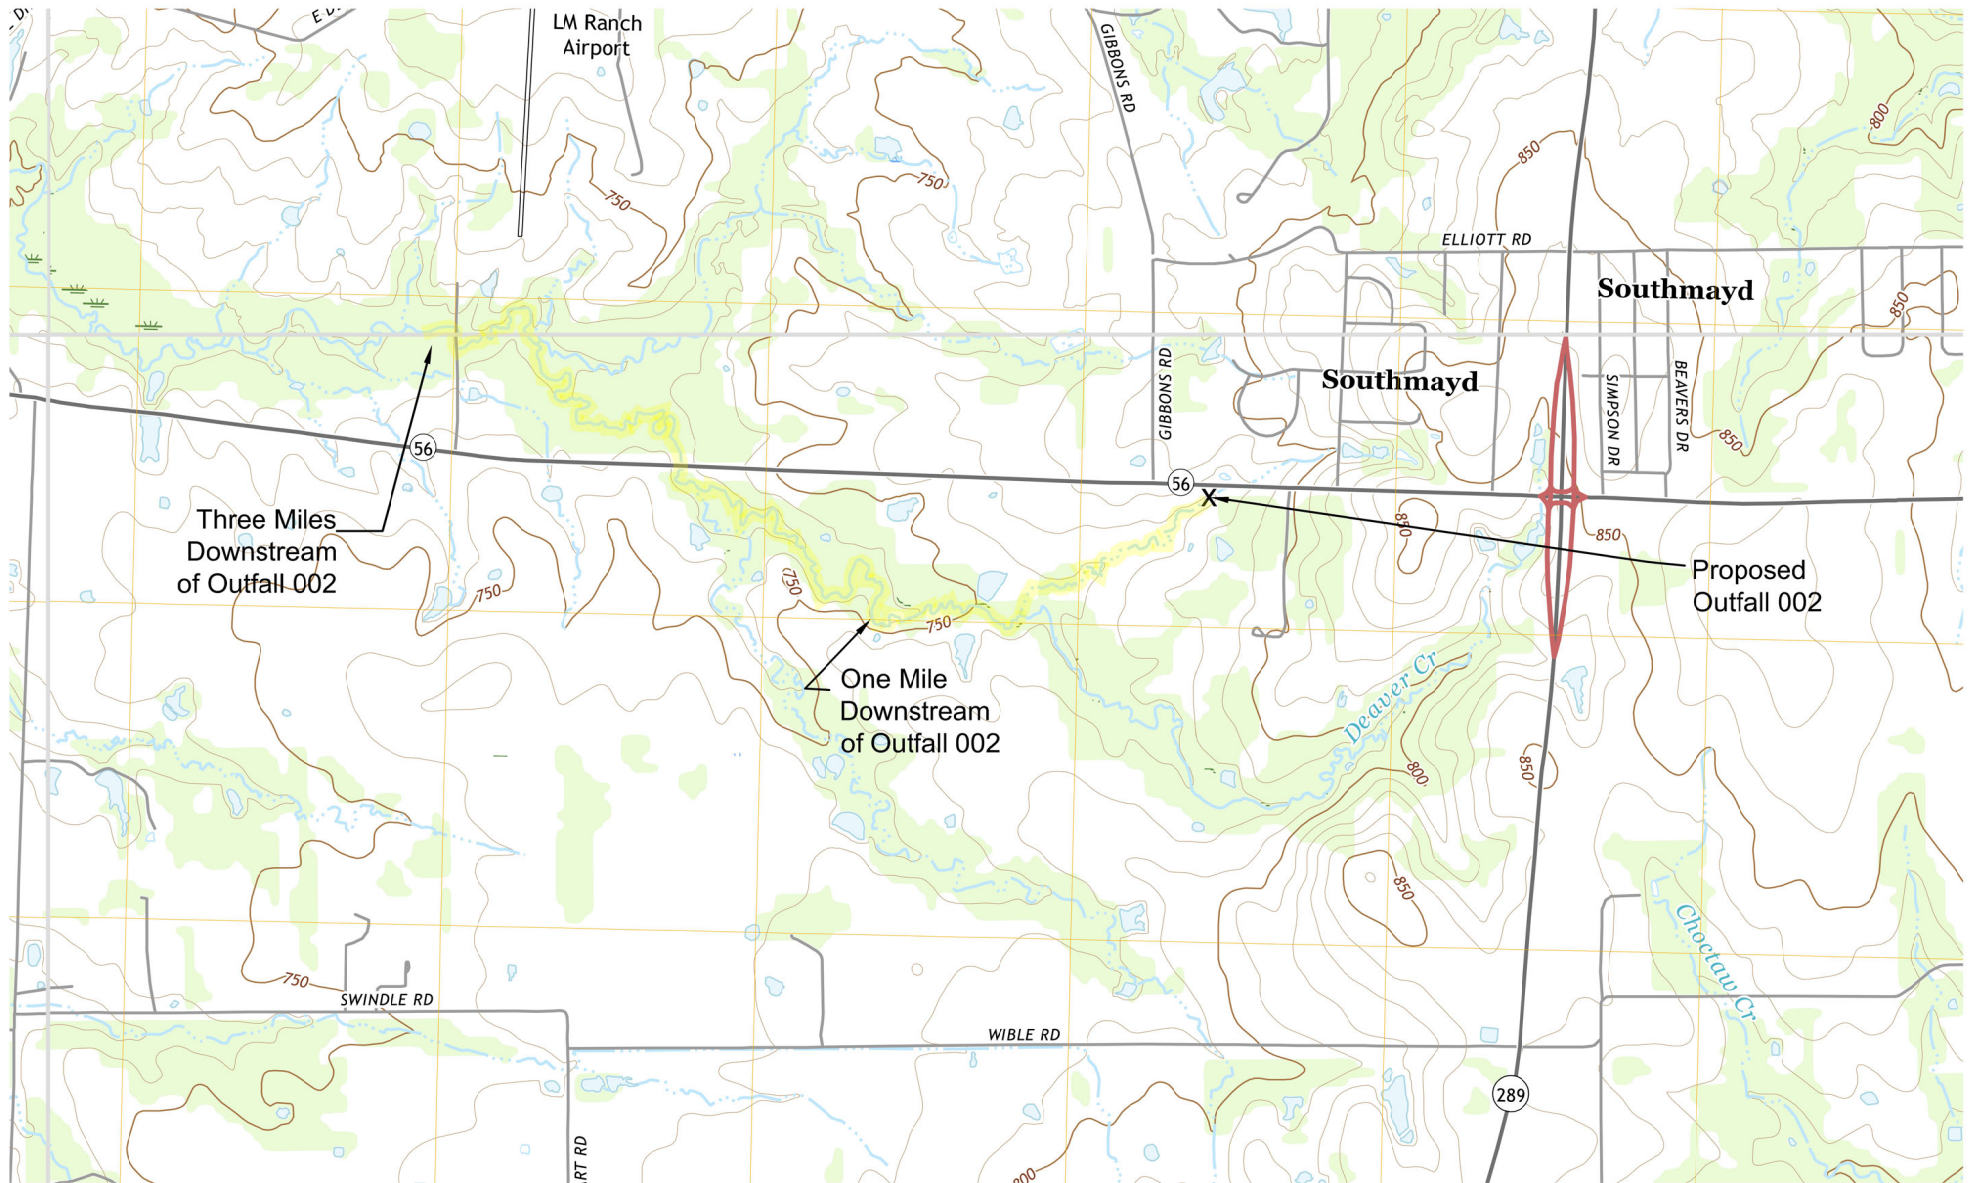 LM Ranch
Airport
GIBBONS RD
800
850
750
750
ELLIOTT RD
Southmayd
850
GIBBONS RD
Southmayd
SIMPSON DR
BEAVERS DR
850
56
56
X
Three Miles
Downstream
of Outfall 002
850
850
Proposed
Outfall 002
750
750
750
One Mile
Downstream
of Outfall 002
Deaver Cr
800
850
850
Choctaw Cr
750
SWINDLE RD
WIBLE RD
289
800